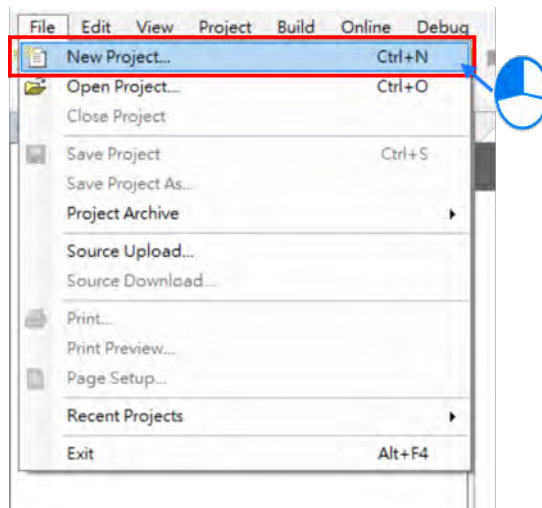 File Edit View Project Build Online Debug
New Project... Ctrl+N
Open Project... Ctrl+O
Close Project
Save Project Ctrl+S
Save Project As...
Project Archive
Source Upload...
Source Download...
Print...
Print Preview...
Page Setup...
Recent Projects
Exit Alt+F4